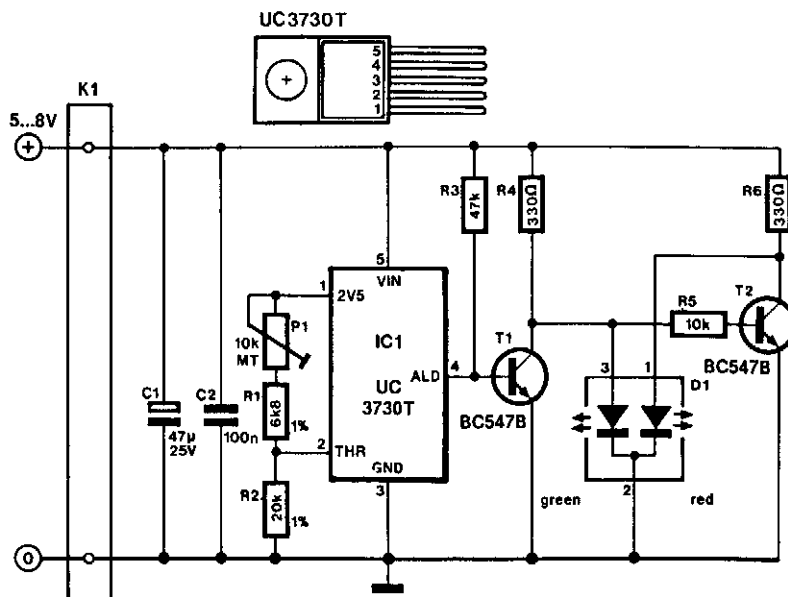 UC3730T
5
4
3
2
1
K1
5...8V
+
R3
47k
R4
330Ω
R6
330Ω
5
VIN
1
2V5
P1
10k
MT
IC1
T2
R5
10k
T1
3
1
4
ALD
UC
3730T
BC547B
D1
BC547B
R1
6k8
1%
C1
47µ
25V
C2
100n
2
THR
GND
3
R2
20k
1%
2
green
red
0